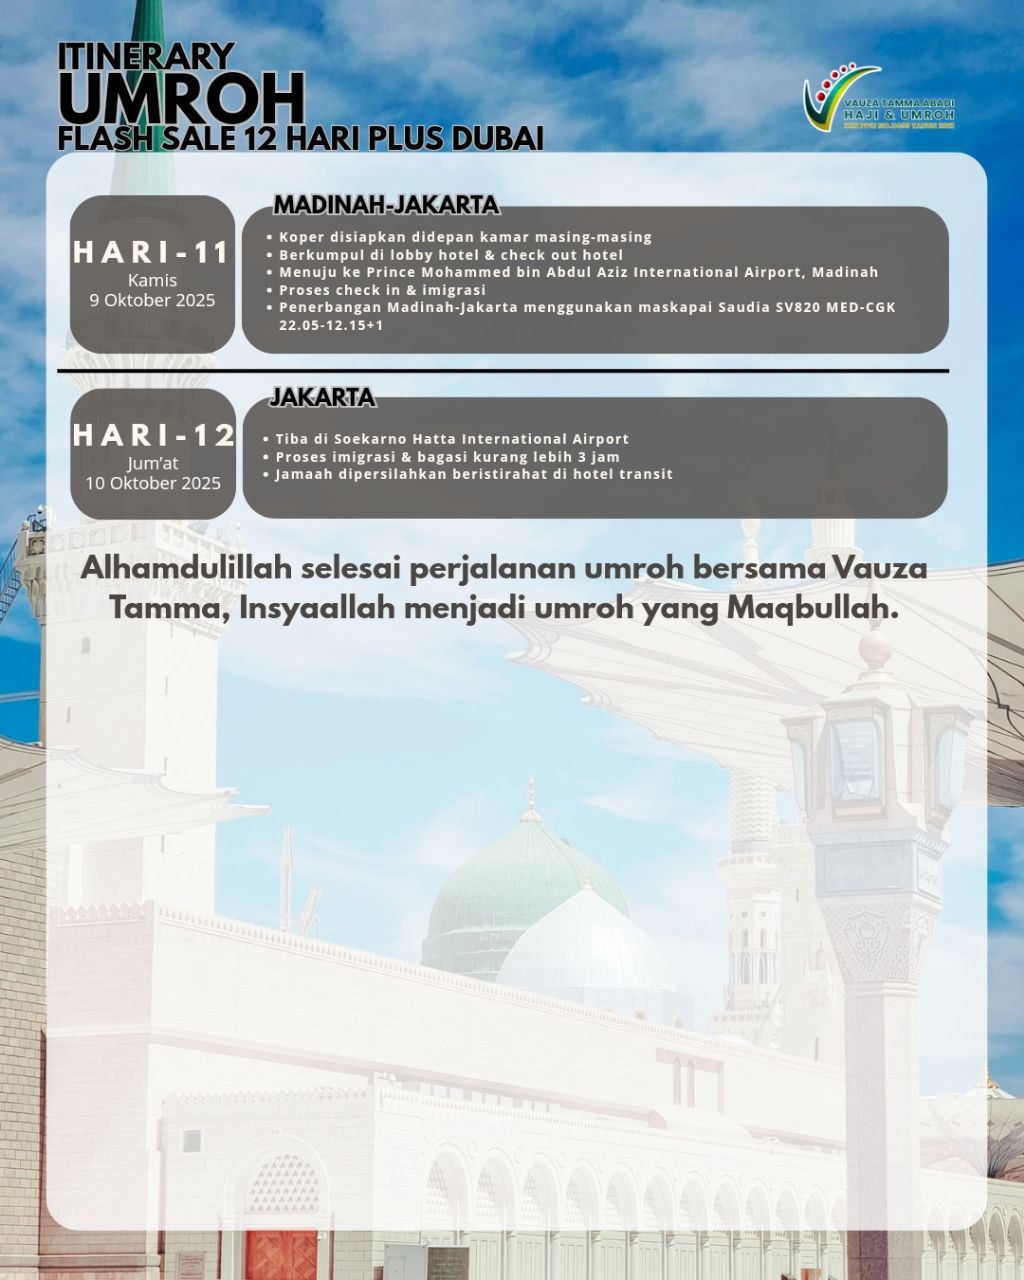 ITINERARY
UMROH
FLASH SALE 12 HARI PLUS DUBAI
VAUZA TAMMA ABADI
HAJI & UMROH
HARI-11
Kamis
9 Oktober 2025
MADINAH-JAKARTA
• Koper disiapkan didepan kamar masing-masing
• Berkumpul di lobby hotel & check out hotel
• Menuju ke Prince Mohammed bin Abdul Aziz International Airport, Madinah
• Proses check in & imigrasi
• Penerbangan Madinah-Jakarta menggunakan maskapai Saudia SV820 MED-CGK
22.05-12.15+1
HARI-12
Jum’at
10 Oktober 2025
JAKARTA
• Tiba di Soekarno Hatta International Airport
• Proses imigrasi & bagasi kurang lebih 3 jam
• Jamaah dipersilahkan beristirahat di hotel transit
Alhamdulillah selesai perjalanan umroh bersama Vauza
Tamma, Insyaallah menjadi umroh yang Maqbullah.